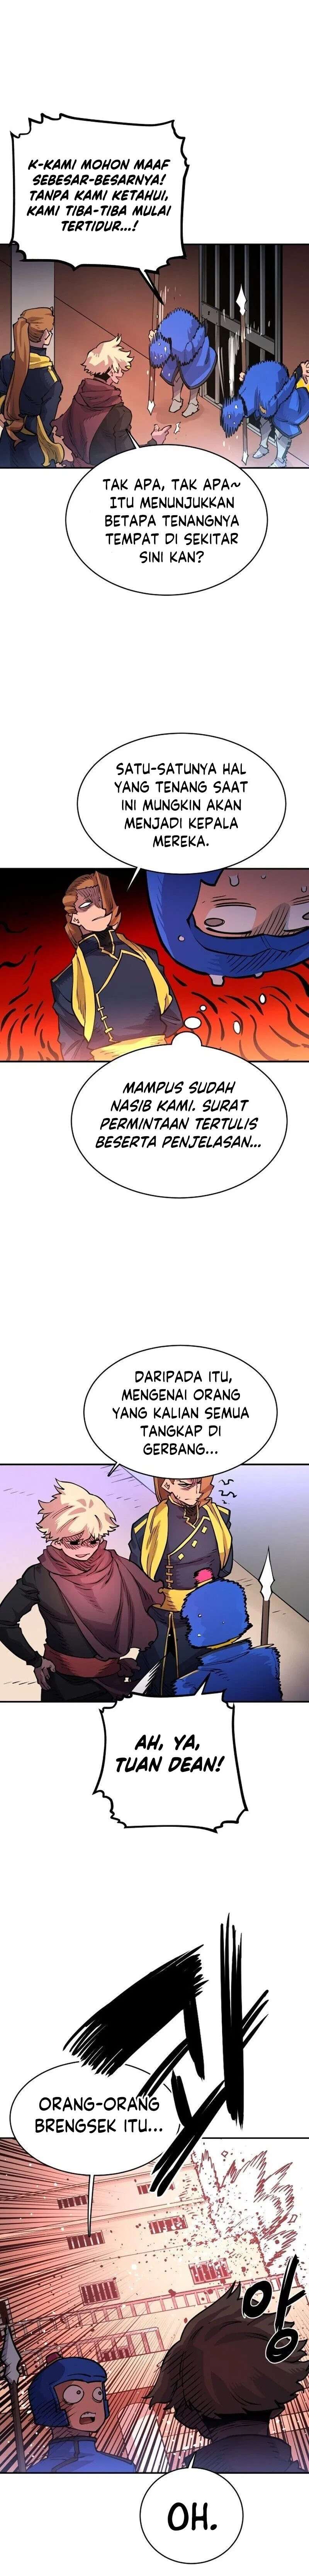 K-KAMI MOHON MAAF
SEBESAR-BESARNYA!
TANPA KAMI KETAHUI,
KAMI TIBA-TIBA MULAI
TERTIDUR...!
TAK APA, TAK APA~
ITU MENUNJUKKAN
BETAPA TENANGNYA
TEMPAT DI SEKITAR
SINI KAN?
SATU-SATUNYA HAL
YANG TENANG SAAT
INI MUNGKIN AKAN
MENJADI KEPALA
MEREKA.
MAMPUS SUDAH
NASIB KAMI. SURAT
PERMINTAAN TERTULIS
BESERTA PENJELASAN...
DARIPADA ITU,
MENGENAI ORANG
YANG KALIAN SEMUA
TANGKAP DI
GERBANG...
AH, YA,
TUAN DEAN!
ORANG-ORANG
BRENGSEK ITU...
OH.